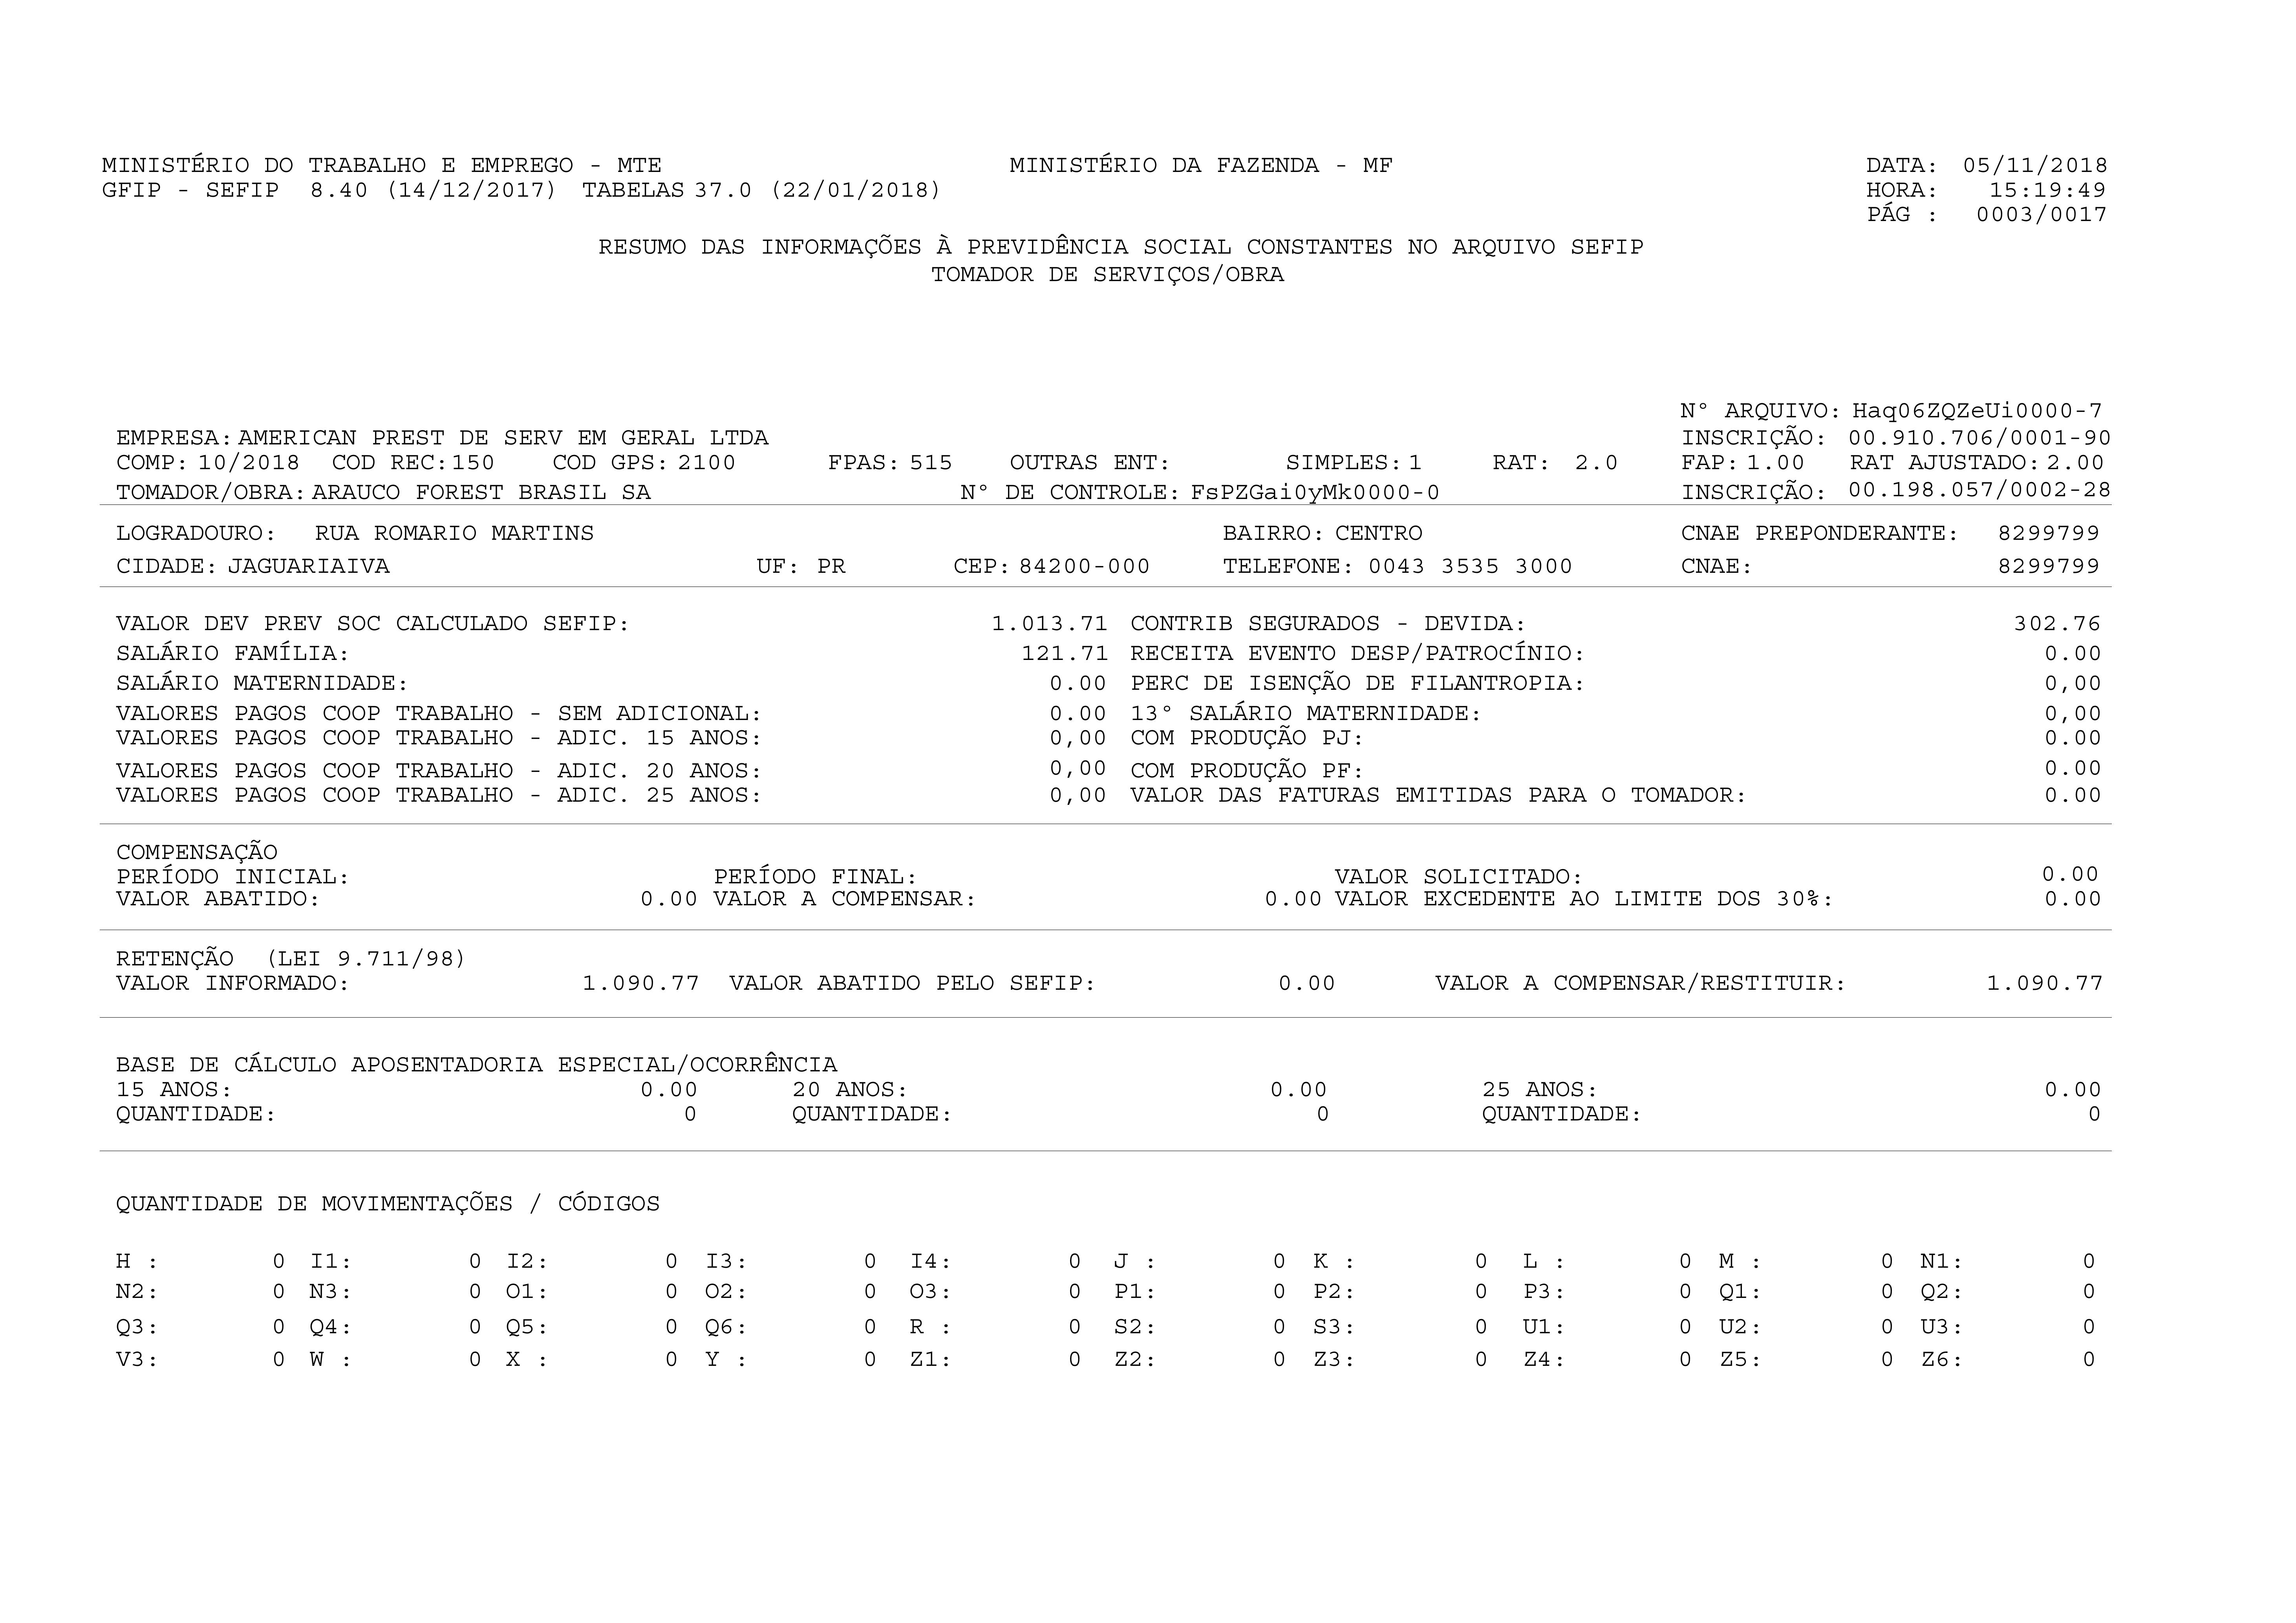 MINISTÉRIO DO TRABALHO E EMPREGO - MTE MINISTÉRIO DA FAZENDA - MF DATA: 05/11/2018
GFIP - SEFIP 8.40 (14/12/2017) TABELAS 37.0 (22/01/2018) HORA: 15:19:49
PÁG : 0003/0017
RESUMO DAS INFORMAÇÕES À PREVIDÊNCIA SOCIAL CONSTANTES NO ARQUIVO SEFIP
TOMADOR DE SERVIÇOS/OBRA
Nº ARQUIVO: Haq06ZQZeUi0000-7
EMPRESA: AMERICAN PREST DE SERV EM GERAL LTDA INSCRIÇÃO: 00.910.706/0001-90
COMP: 10/2018 COD REC: 150 COD GPS: 2100 FPAS: 515 OUTRAS ENT: SIMPLES: 1 RAT: 2.0 FAP: 1.00 RAT AJUSTADO: 2.00
TOMADOR/OBRA: ARAUCO FOREST BRASIL SA Nº DE CONTROLE: FsPZGai0yMk0000-0 INSCRIÇÃO: 00.198.057/0002-28
LOGRADOURO: RUA ROMARIO MARTINS BAIRRO: CENTRO CNAE PREPONDERANTE: 8299799
CIDADE: JAGUARIAIVA UF: PR CEP: 84200-000 TELEFONE: 0043 3535 3000 CNAE: 8299799
VALOR DEV PREV SOC CALCULADO SEFIP: 1.013.71 CONTRIB SEGURADOS - DEVIDA: 302.76
SALÁRIO FAMÍLIA: 121.71 RECEITA EVENTO DESP/PATROCÍNIO: 0.00
SALÁRIO MATERNIDADE: 0.00 PERC DE ISENÇÃO DE FILANTROPIA: 0,00
VALORES PAGOS COOP TRABALHO - SEM ADICIONAL: 0.00 13º SALÁRIO MATERNIDADE: 0,00
VALORES PAGOS COOP TRABALHO - ADIC. 15 ANOS: 0,00 COM PRODUÇÃO PJ: 0.00
VALORES PAGOS COOP TRABALHO - ADIC. 20 ANOS: 0,00 COM PRODUÇÃO PF: 0.00
VALORES PAGOS COOP TRABALHO - ADIC. 25 ANOS: 0,00 VALOR DAS FATURAS EMITIDAS PARA O TOMADOR: 0.00
COMPENSAÇÃO
PERÍODO INICIAL: PERÍODO FINAL: VALOR SOLICITADO: 0.00
VALOR ABATIDO: 0.00 VALOR A COMPENSAR: 0.00 VALOR EXCEDENTE AO LIMITE DOS 30%: 0.00
RETENÇÃO (LEI 9.711/98)
VALOR INFORMADO: 1.090.77 VALOR ABATIDO PELO SEFIP: 0.00 VALOR A COMPENSAR/RESTITUIR: 1.090.77
BASE DE CÁLCULO APOSENTADORIA ESPECIAL/OCORRÊNCIA
15 ANOS: 0.00 20 ANOS: 0.00 25 ANOS: 0.00
QUANTIDADE: 0 QUANTIDADE: 0 QUANTIDADE: 0
QUANTIDADE DE MOVIMENTAÇÕES / CÓDIGOS
H : 0 I1: 0 I2: 0 I3: 0 I4: 0 J : 0 K : 0 L : 0 M : 0 N1: 0
N2: 0 N3: 0 O1: 0 O2: 0 O3: 0 P1: 0 P2: 0 P3: 0 Q1: 0 Q2: 0
Q3: 0 Q4: 0 Q5: 0 Q6: 0 R : 0 S2: 0 S3: 0 U1: 0 U2: 0 U3: 0
V3: 0 W : 0 X : 0 Y : 0 Z1: 0 Z2: 0 Z3: 0 Z4: 0 Z5: 0 Z6: 0